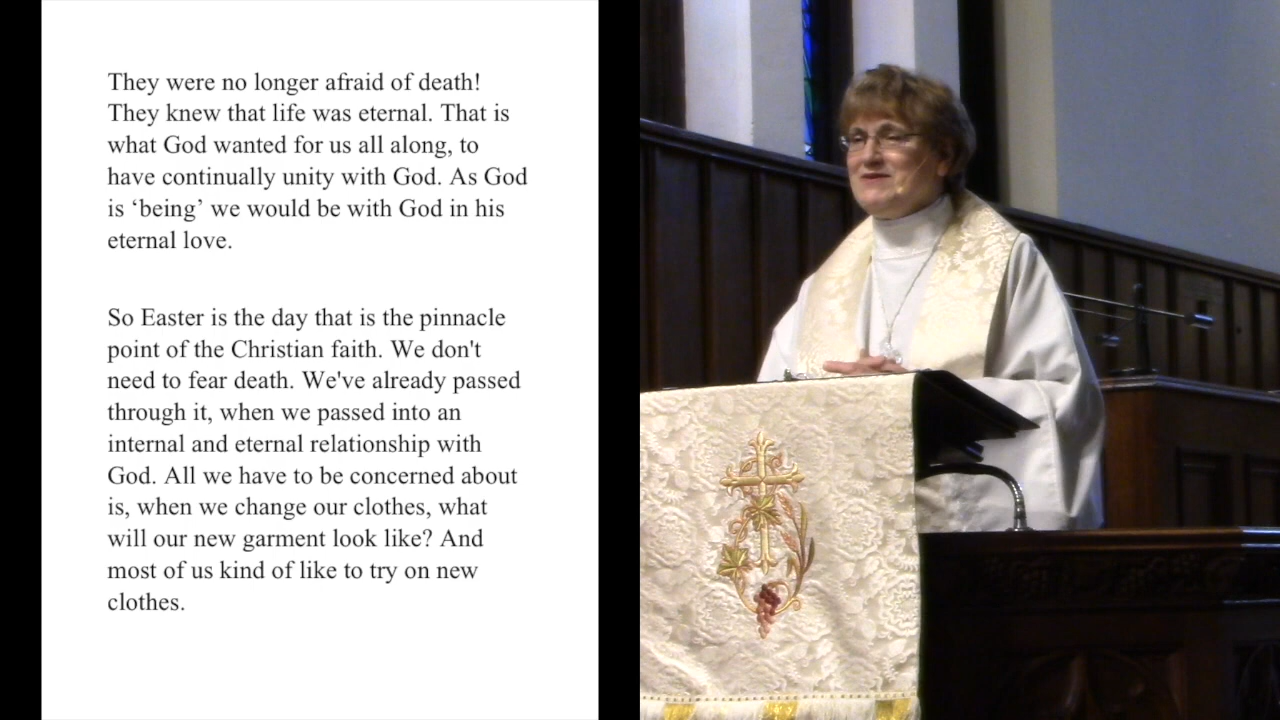 They were no longer afraid of death!
They knew that life was eternal. That is
what God wanted for us all along, to
have continually unity with God. As God
is ‘being’ we would be with God in his
eternal love.
So Easter is the day that is the pinnacle
point of the Christian faith. We don't
need to fear death. We've already passed
through it, when we passed into an
internal and eternal relationship with
God. All we have to be concerned about
is, when we change our clothes, what
will our new garment look like? And
most of us kind of like to try on new
clothes.